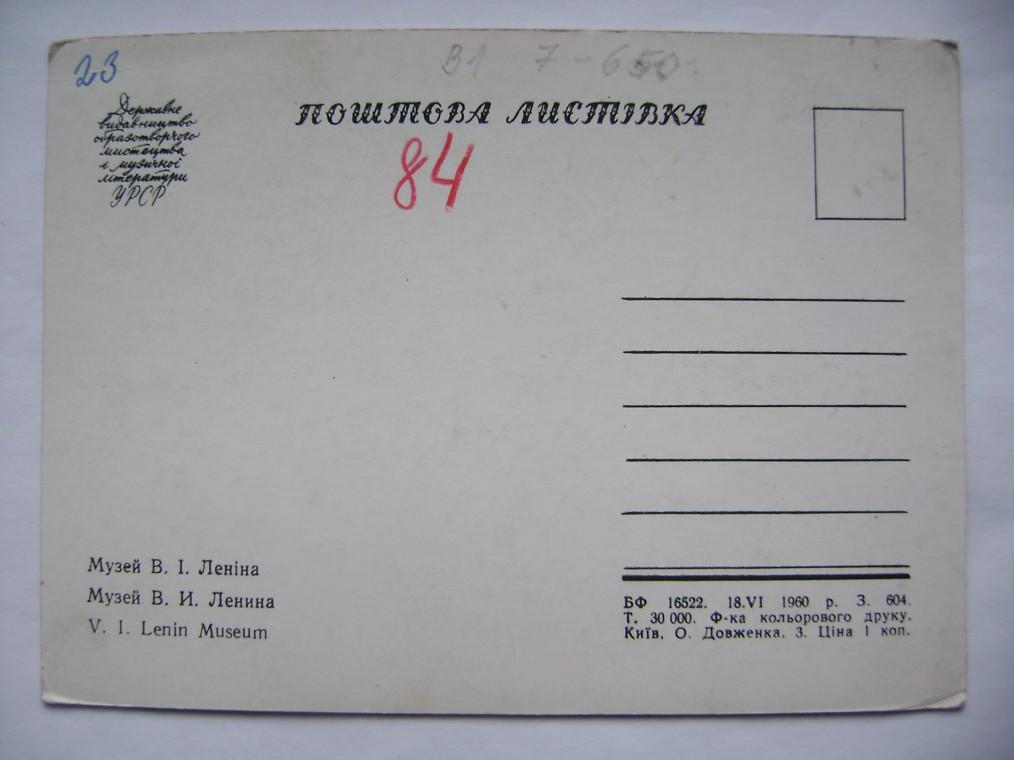 23
В1 7-650
Державне
видавництво
образотворчого
мистецтва
і музичної
літератури
УРСР
ПОШТОВА ЛИСТІВКА
84
Музей В. І. Леніна
Музей В. И. Ленина
V. I. Lenin Museum
БФ 16522. 18.VI 1960 р. З. 604.
Т. 30 000. Ф-ка кольорового друку.
Київ, О. Довженка, 3. Ціна 1 коп.